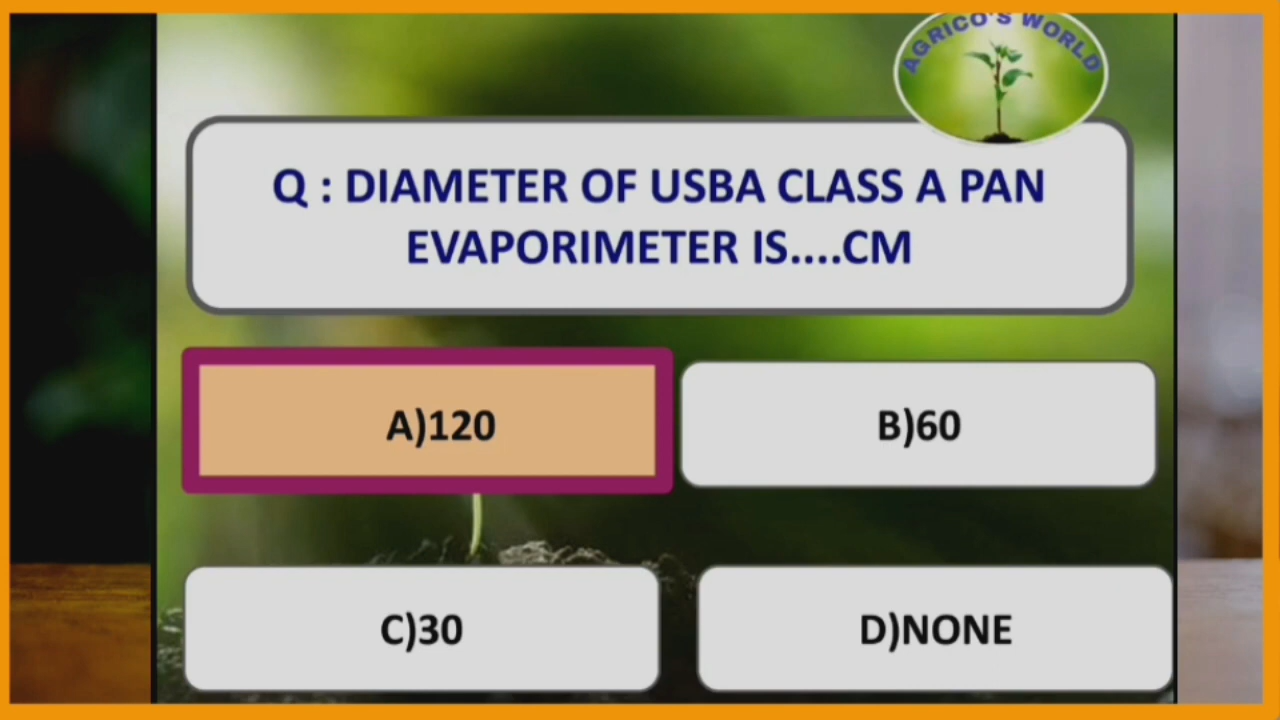 AGRICO'S WORLD
Q : DIAMETER OF USBA CLASS A PAN
EVAPORIMETER IS....CM
A)120
B)60
C)30
D)NONE